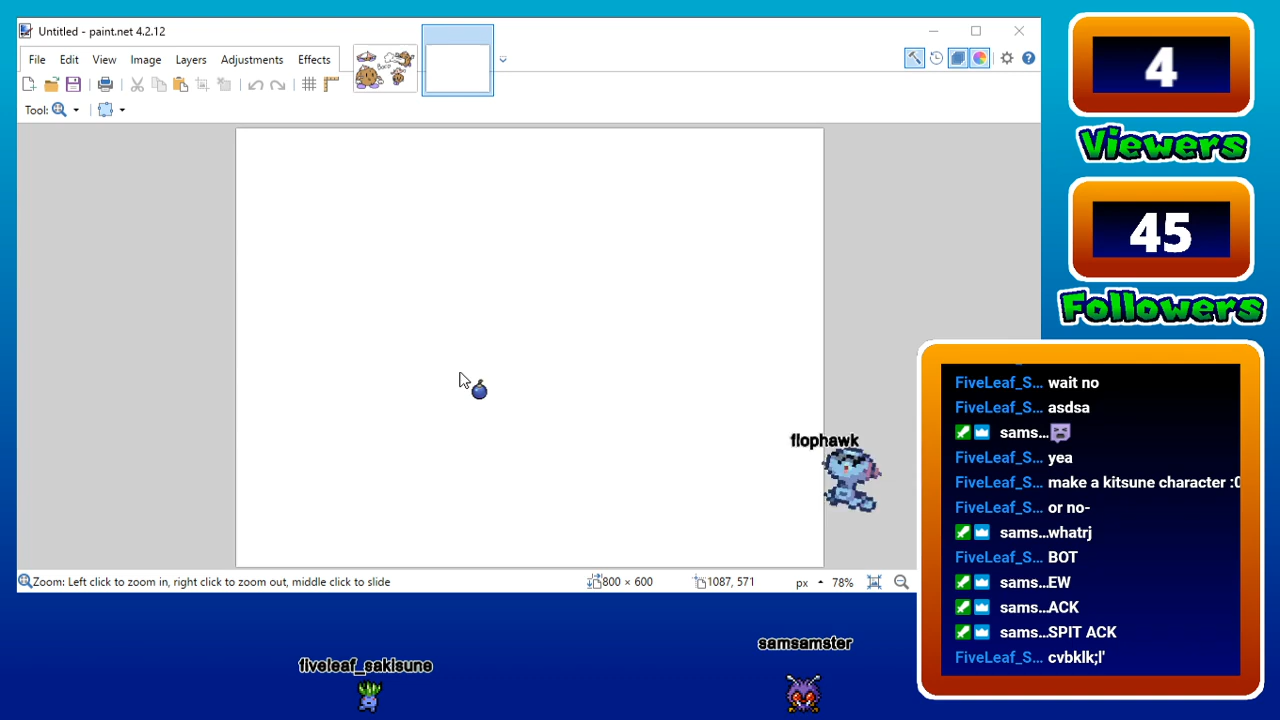 Untitled - paint.net 4.2.12
File Edit View Image Layers Adjustments Effects
Tool:
Zoom: Left click to zoom in, right click to zoom out, middle click to slide
800 × 600
1087, 571
px
78%
4
Viewers
45
Followers
FiveLeaf_S... wait no
FiveLeaf_S... asdsa
sams...
FiveLeaf_S... yea
FiveLeaf_S... make a kitsune character :0
FiveLeaf_S... or no-
sams...whatrj
FiveLeaf_S... BOT
sams...EW
sams...ACK
sams...SPIT ACK
FiveLeaf_S... cvbklk;l'
flophawk
samsamster
fiveleaf_sakisune